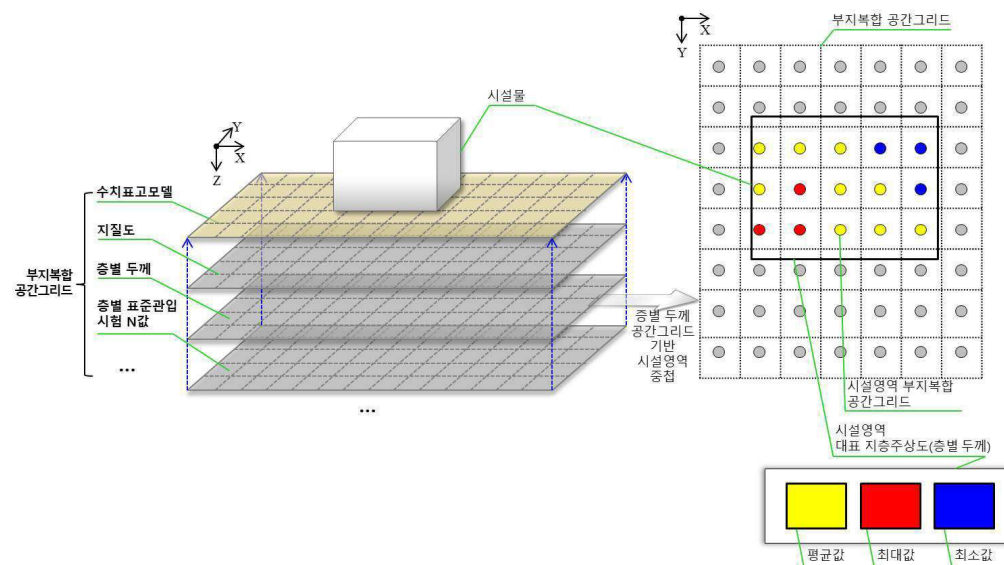 부지복합 공간그리드
X
Y
시설물
Y
X
Z
수치표고모델
지질도
부지복합
공간그리드
층별 두께
층별 표준관입
시험 N값
...
...
층별 두께
공간그리드
기반
시설영역
중첩
시설영역 부지복합
공간그리드
시설영역
대표 지층주상도(층별 두께)
평균값
최대값
최소값